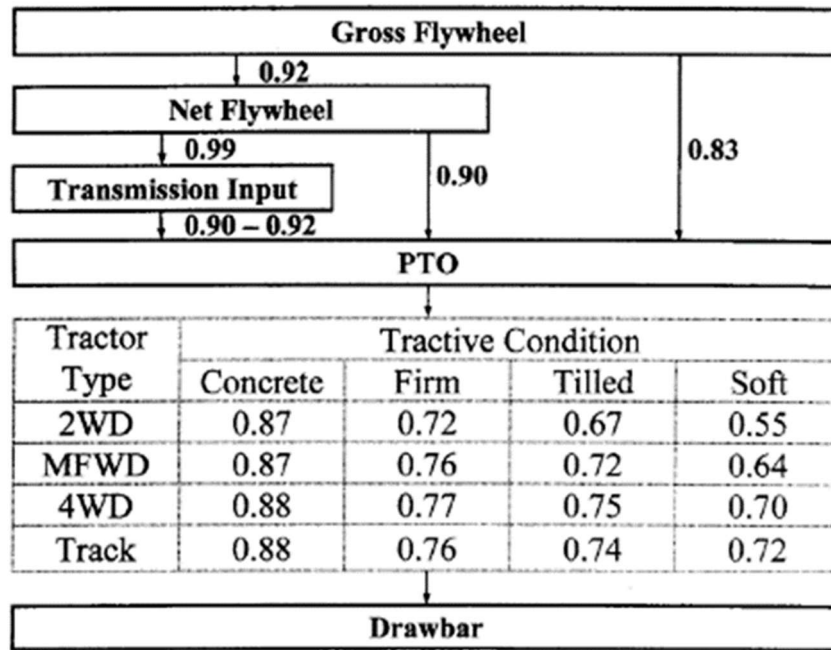 Gross Flywheel
0.92
Net Flywheel
0.99
0.90
0.83
Transmission Input
0.90 – 0.92
PTO
Tractor Type Tractive Condition
Concrete Firm Tilled Soft
2WD 0.87 0.72 0.67 0.55
MFWD 0.87 0.76 0.72 0.64
4WD 0.88 0.77 0.75 0.70
Track 0.88 0.76 0.74 0.72
Drawbar